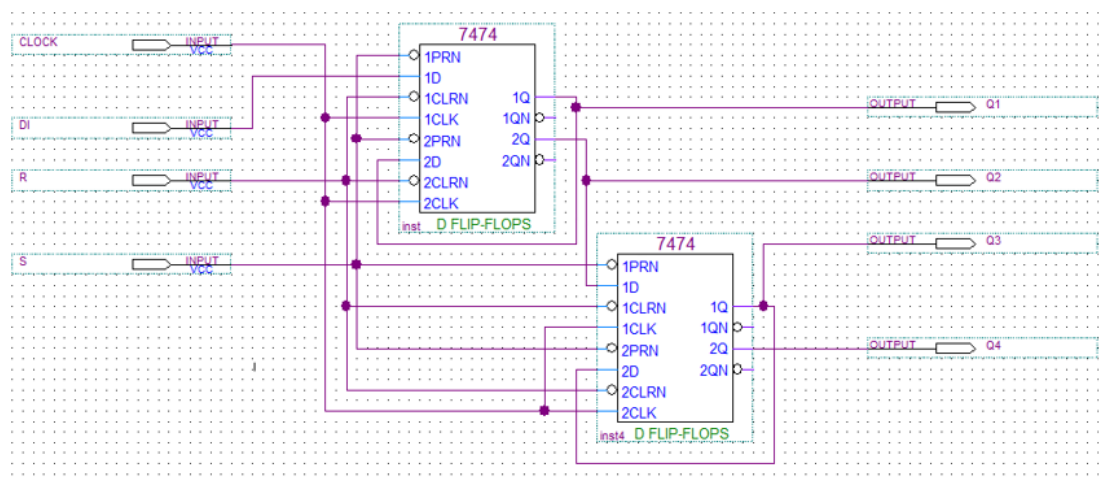 CLOCK
INPUT
VCC
DI
INPUT
VCC
R
INPUT
VCC
S
INPUT
VCC
7474
1PRN
1D
1CLRN
1CLK
2PRN
2D
2CLRN
2CLK
1Q
1QN
2Q
2QN
inst
D FLIP-FLOPS
7474
1PRN
1D
1CLRN
1CLK
2PRN
2D
2CLRN
2CLK
1Q
1QN
2Q
2QN
inst4
D FLIP-FLOPS
OUTPUT
Q1
OUTPUT
Q2
OUTPUT
Q3
OUTPUT
Q4